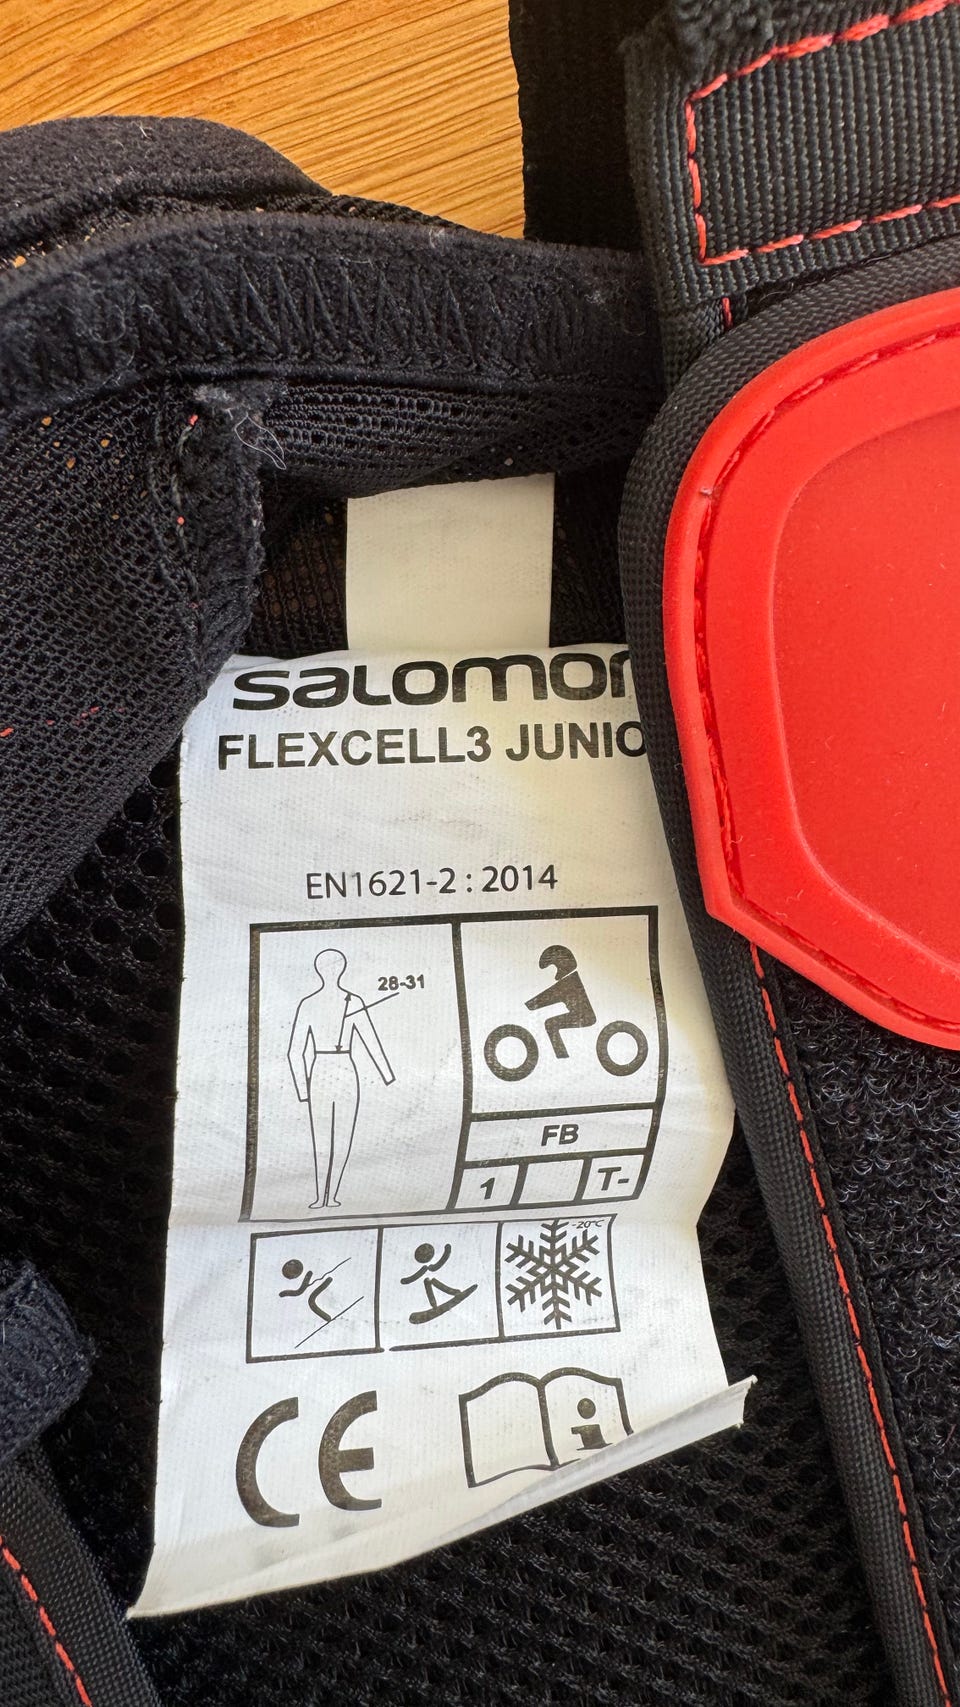 SALOMON
FLEXCELL3 JUNIO
EN1621-2 : 2014
28-31
FB
1 T-
-20°C
CE
i